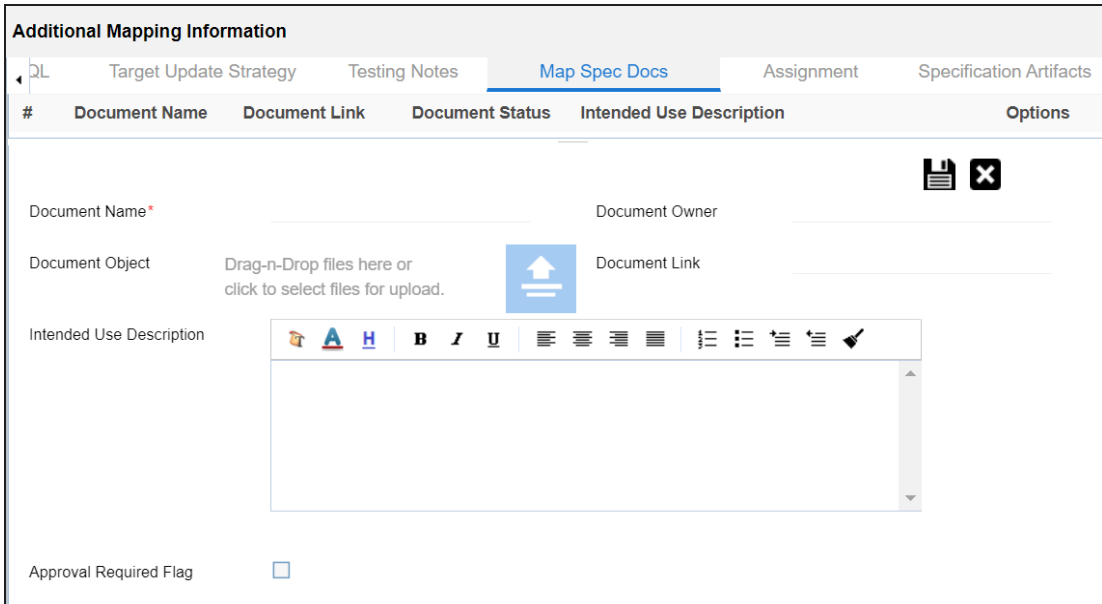 Additional Mapping Information
QL Target Update Strategy Testing Notes Map Spec Docs Assignment Specification Artifacts
# Document Name Document Link Document Status Intended Use Description Options
Document Name* Document Owner
Document Object Drag-n-Drop files here or
click to select files for upload. Document Link
Intended Use Description A H B I U
Approval Required Flag